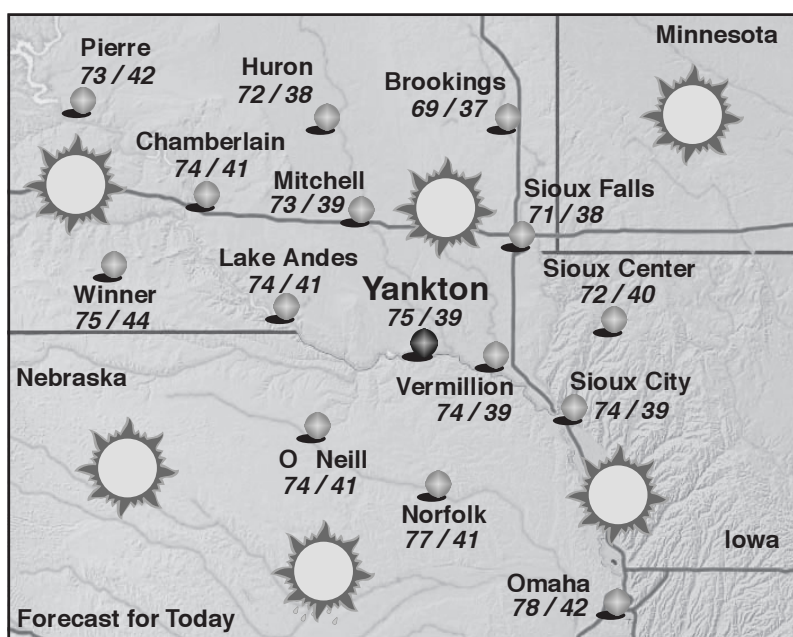 Minnesota
Pierre
73 / 42
Huron
72 / 38
Brookings
69 / 37
Chamberlain
74 / 41
Mitchell
73 / 39
Sioux Falls
71 / 38
Winner
75 / 44
Lake Andes
74 / 41
Yankton
75 / 39
Sioux Center
72 / 40
Nebraska
Vermillion
74 / 39
Sioux City
74 / 39
O Neill
74 / 41
Norfolk
77 / 41
Iowa
Omaha
78 / 42
Forecast for Today